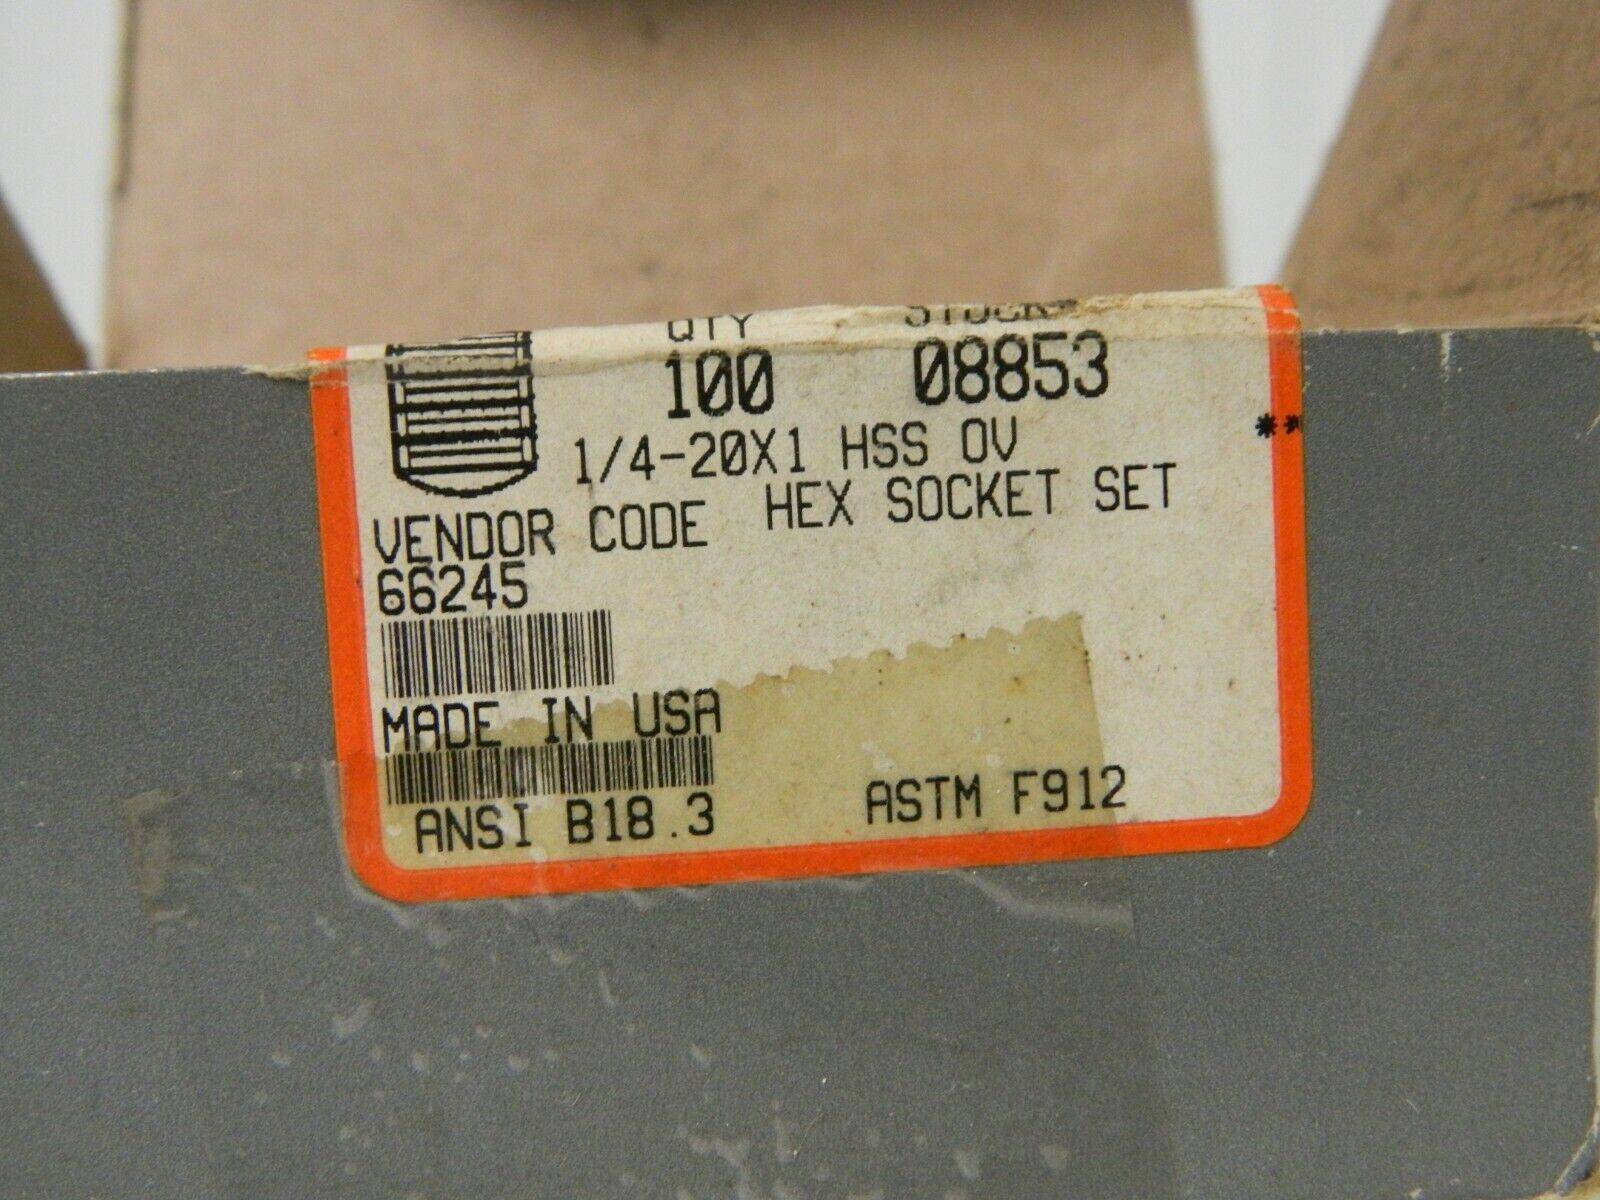 QTY STOCK#
100 08853
1/4-20X1 HSS OV
**
VENDOR CODE HEX SOCKET SET
66245
MADE IN USA
ANSI B18.3 ASTM F912